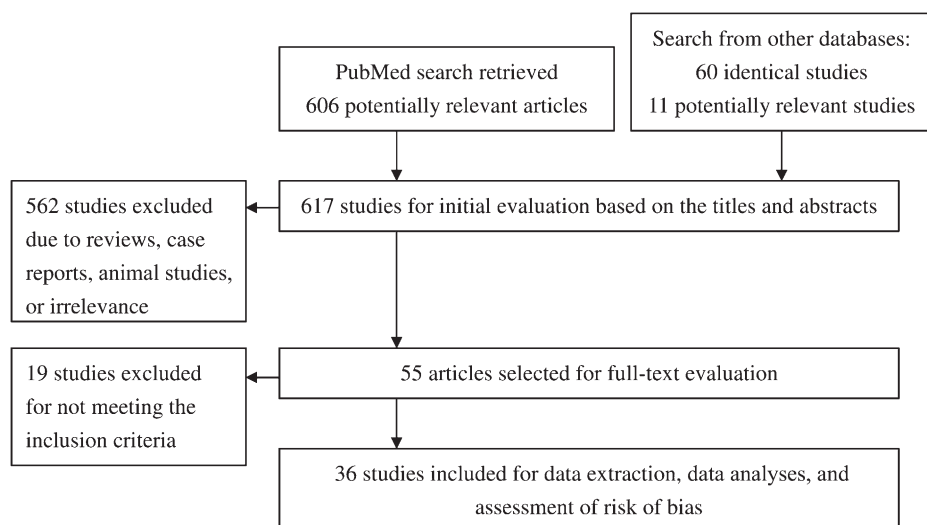 PubMed search retrieved
606 potentially relevant articles
Search from other databases:
60 identical studies
11 potentially relevant studies
617 studies for initial evaluation based on the titles and abstracts
562 studies excluded
due to reviews, case
reports, animal studies,
or irrelevance
55 articles selected for full-text evaluation
19 studies excluded
for not meeting the
inclusion criteria
36 studies included for data extraction, data analyses, and
assessment of risk of bias